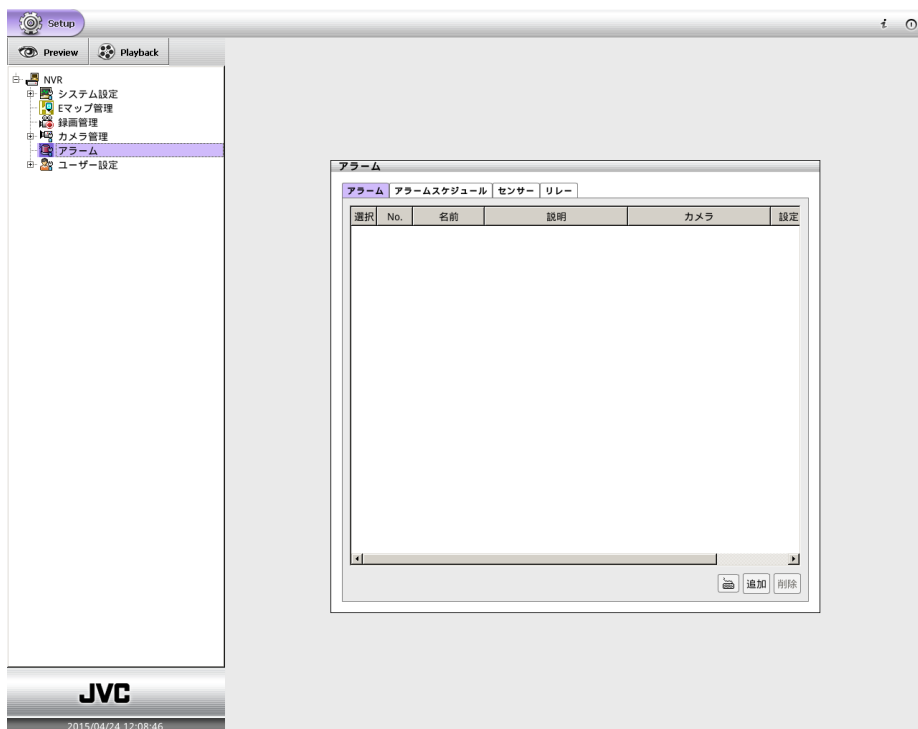 Setup
i
Preview Playback
NVR
システム設定
Eマップ管理
録画管理
カメラ管理
アラーム
ユーザー設定
アラーム
アラーム アラームスケジュール センサー リレー
選択 No. 名前 説明 カメラ 設定
追加 削除
JVC
2015/04/24 12:08:46